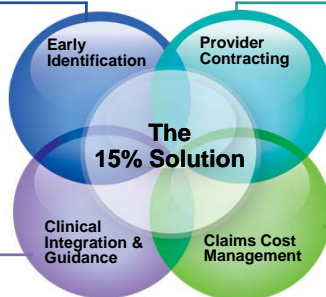 Early
Identification
Provider
Contracting
The
15% Solution
Clinical
Integration &
Guidance
Claims Cost
Management